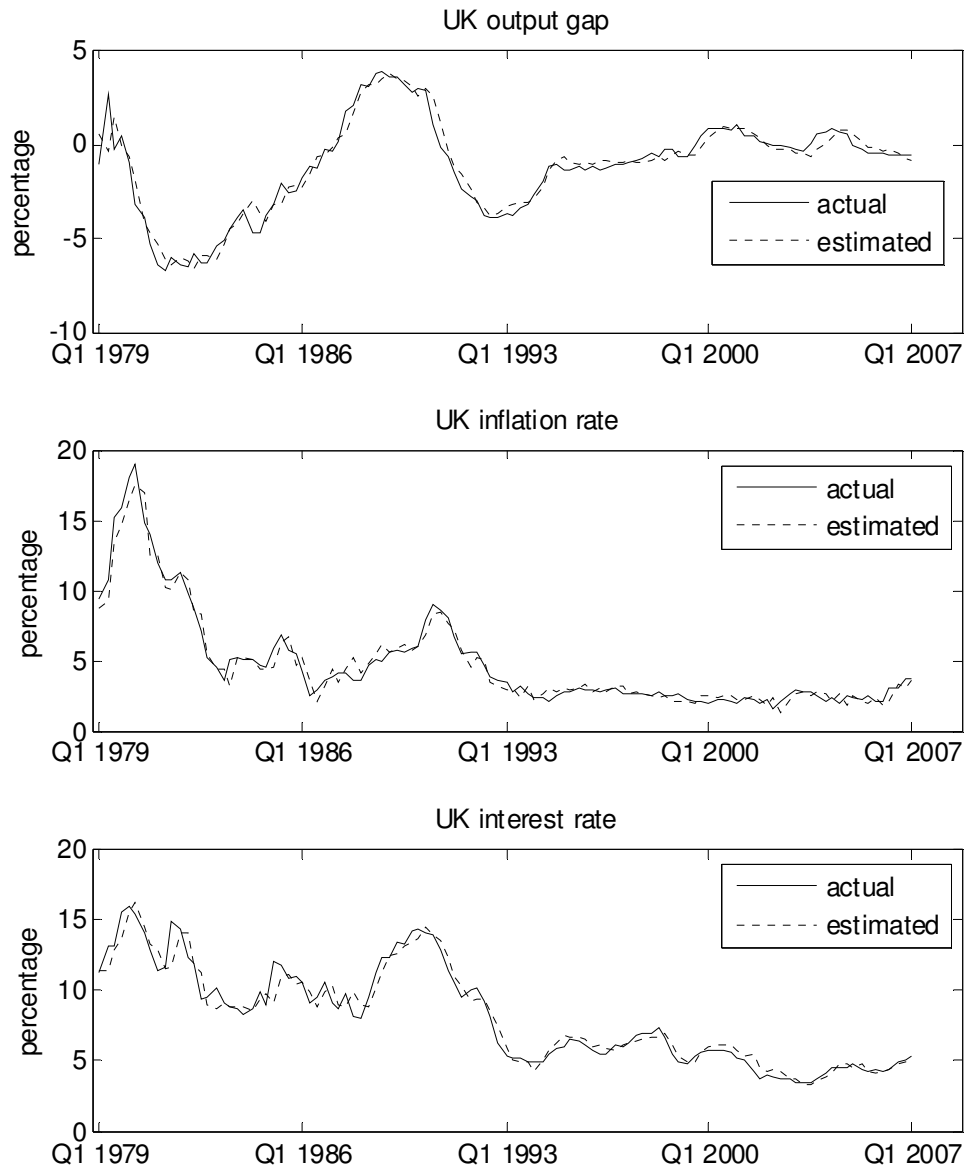 UK output gap
5
0
-5
-10
percentage
actual
estimated
Q1 1979 Q1 1986 Q1 1993 Q1 2000 Q1 2007
UK inflation rate
20
15
10
5
0
percentage
actual
estimated
Q1 1979 Q1 1986 Q1 1993 Q1 2000 Q1 2007
UK interest rate
20
15
10
5
0
percentage
actual
estimated
Q1 1979 Q1 1986 Q1 1993 Q1 2000 Q1 2007